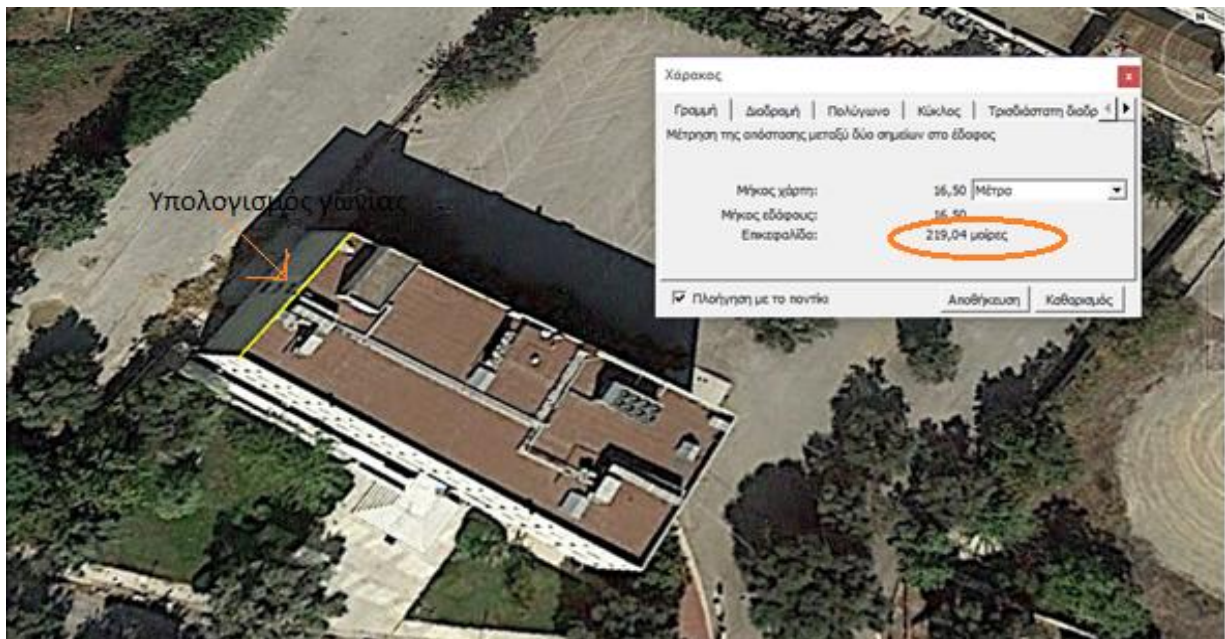 N
Χάρακας
x
Γραμμή Διαδρομή Πολύγωνο Κύκλος Τρισδιάστατη διαδρ
Μέτρηση της απόστασης μεταξύ δύο σημείων στο έδαφος
Μήκος χάρτη: 16,50 Μέτρα
Μήκος εδάφους: 16,50
Επικεφαλίδα: 219,04 μοίρες
Πλοήγηση με το ποντίκι Αποθήκευση Καθαρισμός
Υπολογισμός γωνίας